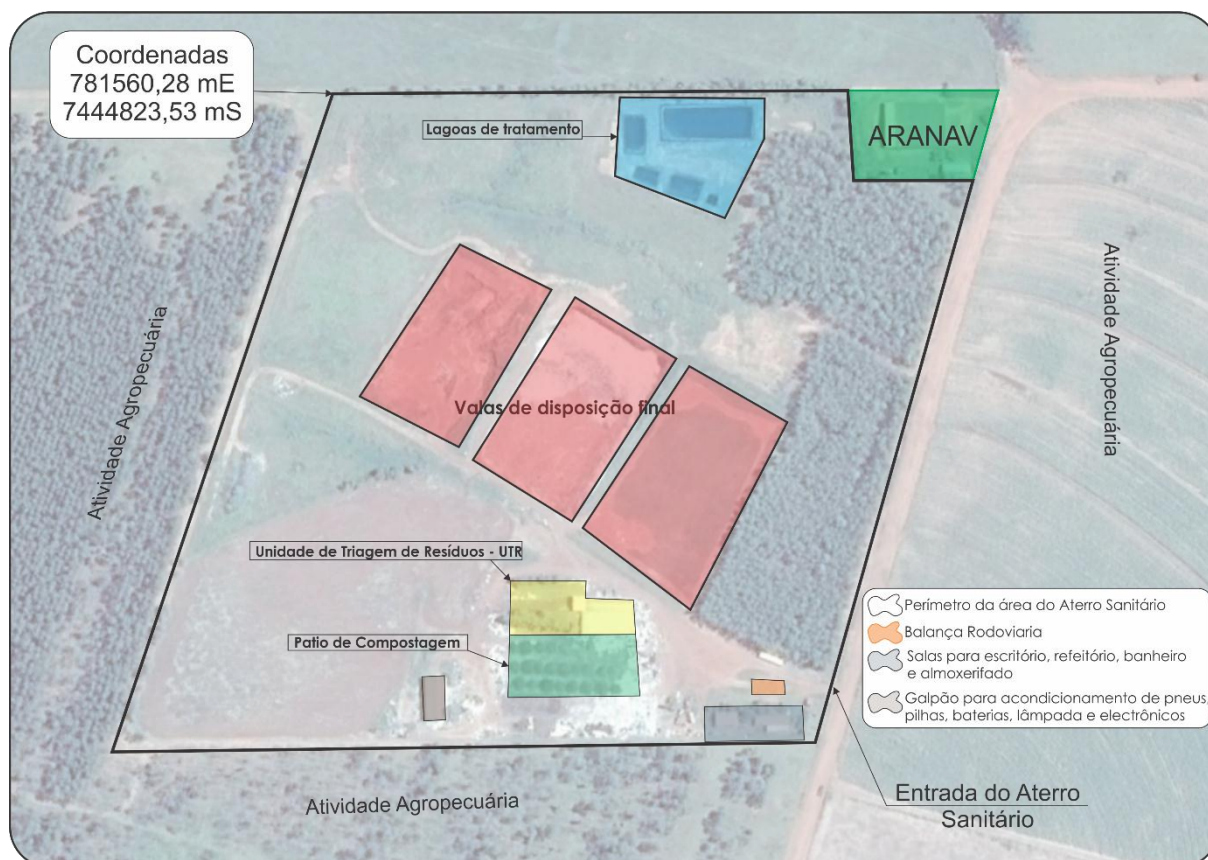 Coordenadas
781560,28 mE
7444823,53 mS
Lagoas de tratamento
ARANAV
Atividade Agropecuária
Atividade Agropecuária
Valas de disposição final
Unidade de Triagem de Resíduos - UTR
Patio de Compostagem
Perímetro da área do Aterro Sanitário
Balança Rodoviaria
Salas para escritório, refeitório, banheiro
e almoxerifado
Galpão para acondicionamento de pneus,
pilhas, baterias, lâmpada e electrônicos
Atividade Agropecuária
Entrada do Aterro
Sanitário